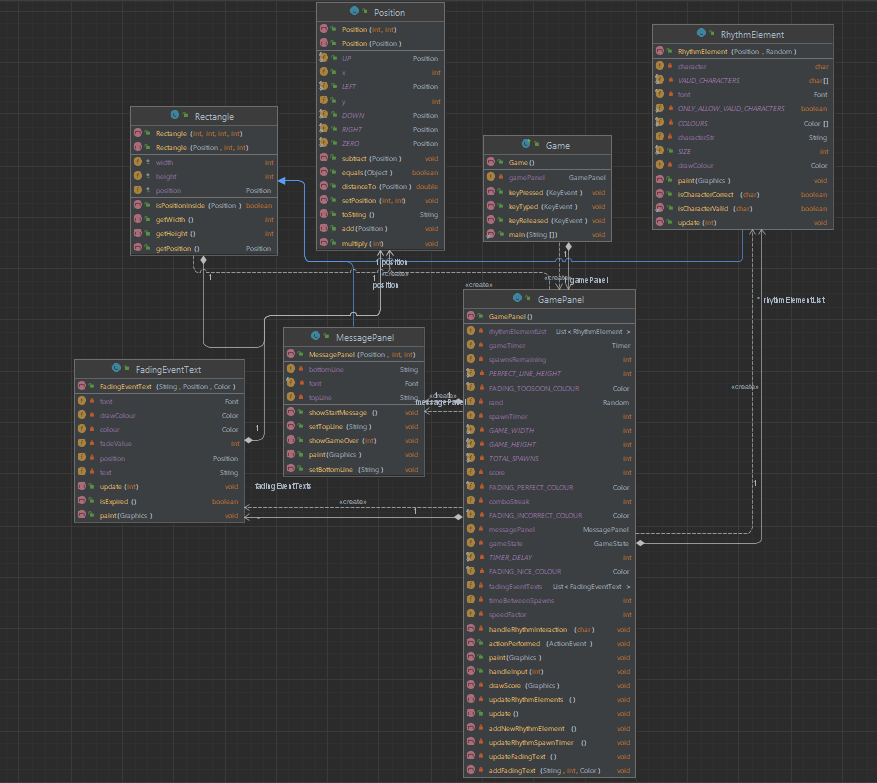 Position
Position (int, int)
Position (Position )
UP Position
x int
LEFT Position
y int
DOWN Position
RIGHT Position
ZERO Position
subtract (Position ) void
equals(Object ) boolean
distanceTo (Position ) double
setPosition (int, int) void
toString () String
add(Position ) void
multiply (int) void
RhythmElement
RhythmElement (Position , Random )
character char
VALID_CHARACTERS char[]
font Font
ONLY_ALLOW_VALID_CHARACTERS boolean
COLOURS Color []
characterStr String
SIZE int
drawColour Color
paint(Graphics ) void
isCharacterCorrect (char) boolean
isCharacterValid (char) boolean
update (int) void
Rectangle
Rectangle (int, int, int, int)
Rectangle (Position , int, int)
width int
height int
position Position
isPositionInside (Position ) boolean
getWidth () int
getHeight () int
getPosition () Position
Game
Game ()
gamePanel GamePanel
keyPressed (KeyEvent ) void
keyTyped (KeyEvent ) void
keyReleased (KeyEvent ) void
main(String []) void
1
1 position
«create»
1
position
1
«create»
gamePanel
«create»
* rhythmElementList
«create»
1
GamePanel
GamePanel ()
rhythmElementList List < RhythmElement >
gameTimer Timer
spawnsRemaining int
PERFECT_LINE_HEIGHT int
FADING_TOOSOON_COLOUR Color
rand Random
spawnTimer int
GAME_WIDTH int
GAME_HEIGHT int
TOTAL_SPAWNS int
score int
FADING_PERFECT_COLOUR Color
comboStreak int
FADING_INCORRECT_COLOUR Color
messagePanel MessagePanel
gameState GameState
TIMER_DELAY int
FADING_NICE_COLOUR Color
fadingEventTexts List < FadingEventText >
timeBetweenSpawns int
speedFactor int
handleRhythmInteraction (char) void
actionPerformed (ActionEvent ) void
paint(Graphics ) void
handleInput (int) void
drawScore (Graphics ) void
updateRhythmElements () void
update () void
addNewRhythmElement () void
updateRhythmSpawnTimer () void
updateFadingText () void
addFadingText (String , int, Color ) void
MessagePanel
MessagePanel (Position , int, int)
bottomLine String
font Font
topLine String
showStartMessage () void
setTopLine (String ) void
showGameOver (int) void
paint(Graphics ) void
setBottomLine (String ) void
«create»
1
messagePanel
FadingEventText
FadingEventText (String , Position , Color )
font Font
drawColour Color
colour Color
fadeValue int
position Position
text String
update (int) void
isExpired () boolean
paint(Graphics ) void
1
fadingEventTexts
«create»
1